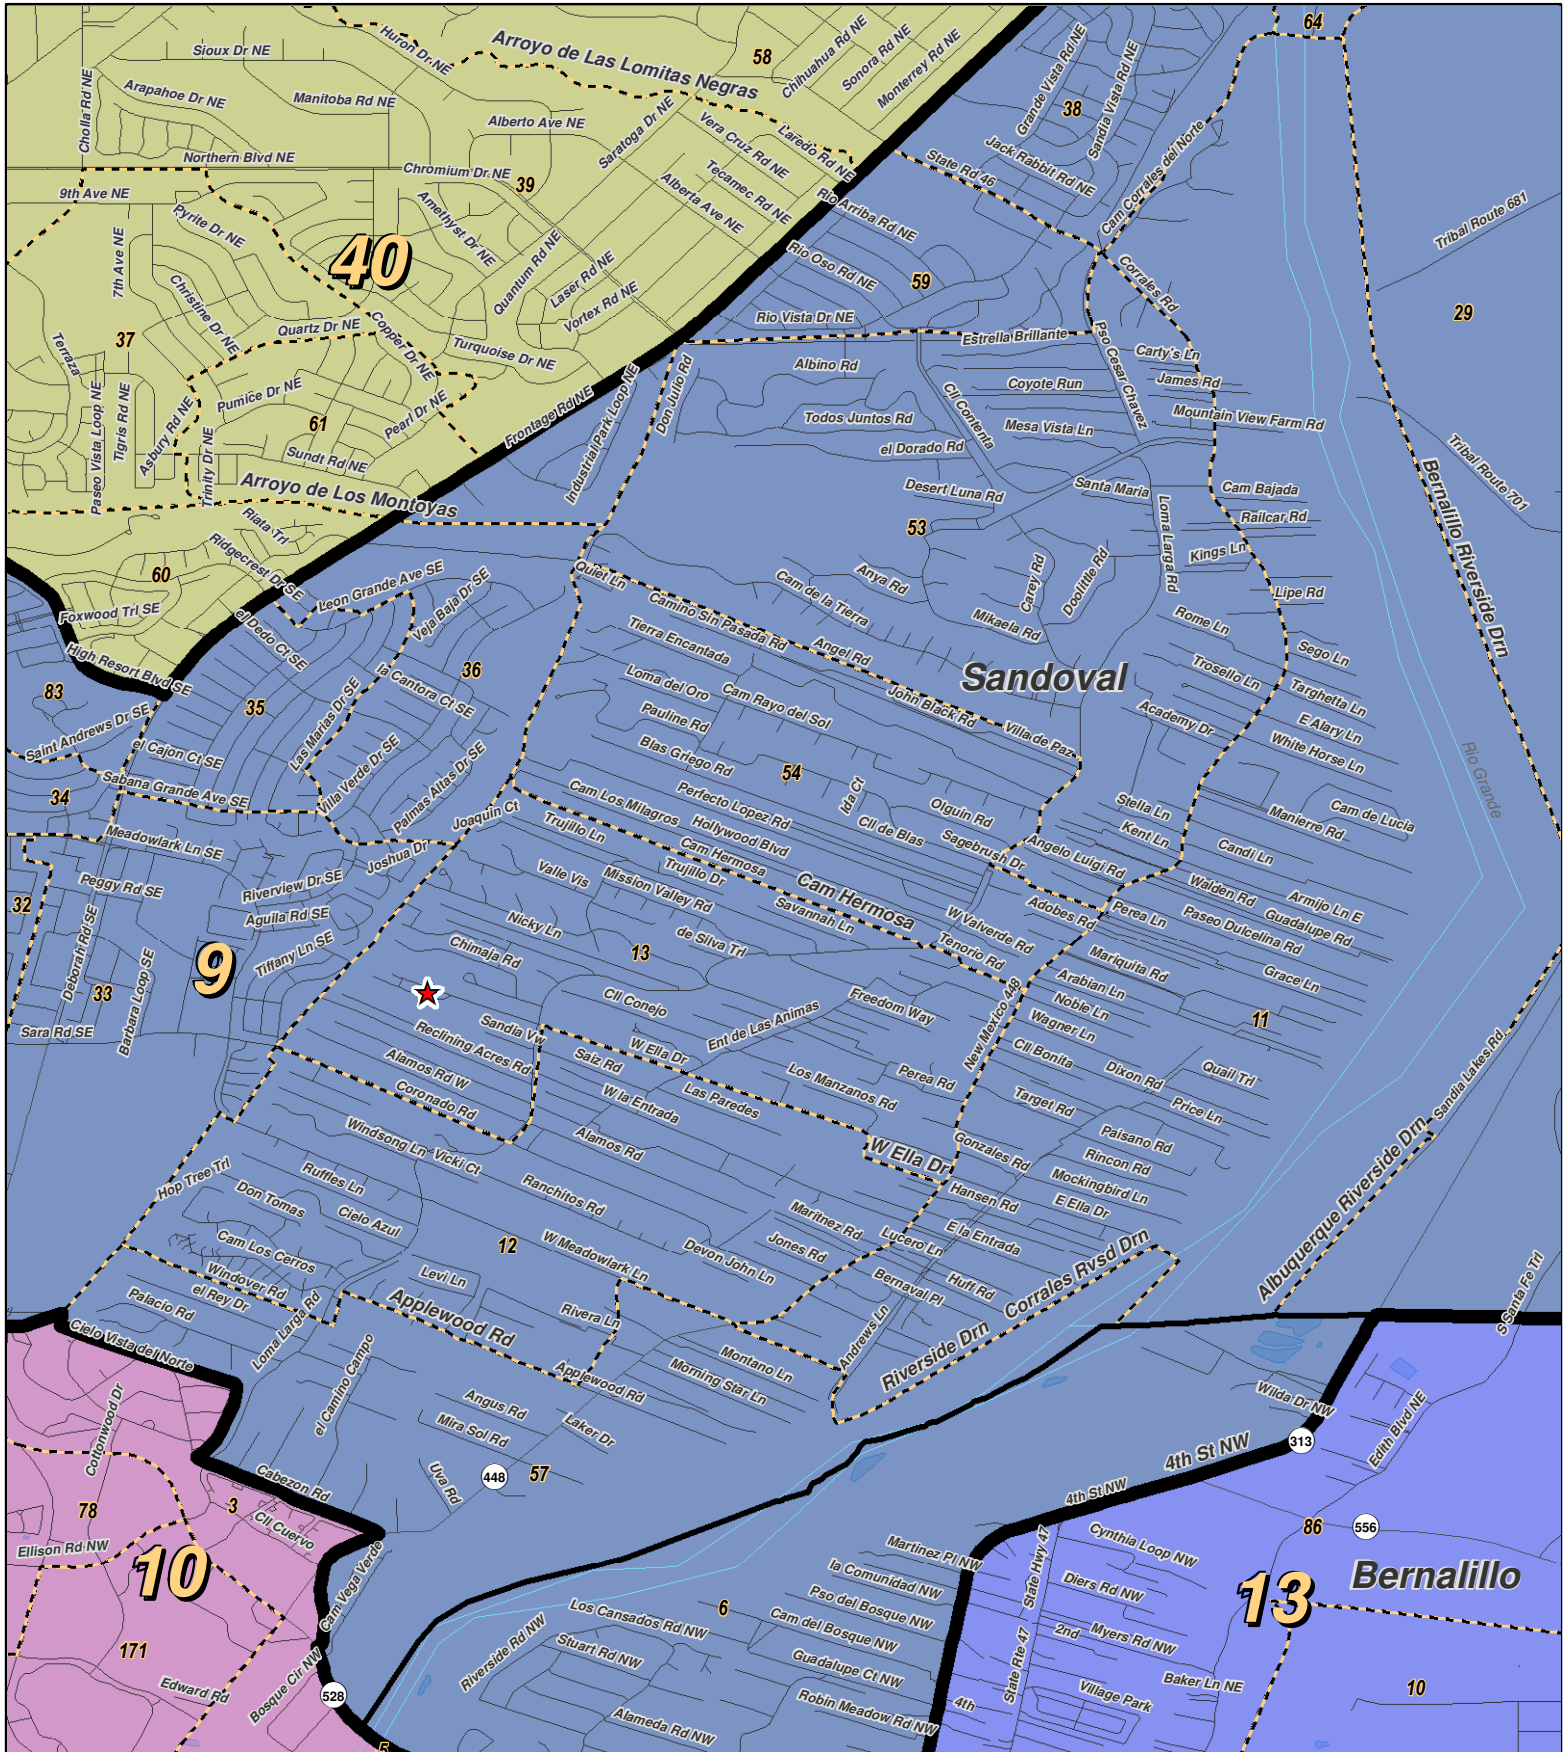 64
Sioux Dr NE
Huron Dr NE
Arroyo de Las Lomitas Negras
58
Chihuahua Rd NE
Sonora Rd NE
Monterrey Rd NE
Grande Vista Rd NE
Sandia Vista Rd NE
38
Cholla Rd NE
Arapahoe Dr NE
Manitoba Rd NE
Alberto Ave NE
Saratoga Dr NE
Vera Cruz Rd NE
Laredo Rd NE
State Rd 46
Jack Rabbit Rd NE
Cam Corrales del Norte
Northern Blvd NE
Chromium Dr NE
39
Tecamec Rd NE
Alberta Ave NE
9th Ave NE
Pyrite Dr NE
Amethyst Dr NE
Rio Arriba Rd NE
Tribal Route 681
7th Ave NE
40
Quantum Rd NE
Laser Rd NE
Vortex Rd NE
Rio Oso Rd NE
59
Corrales Rd
29
Christine Dr NE
Quartz Dr NE
Copper Dr NE
Turquoise Dr NE
Rio Vista Dr NE
Estrella Brillante
Pso Cesar Chavez
Carty's Ln
37
Terraza
Pumice Dr NE
Pearl Dr NE
Frontage Rd NE
Industrial Park Loop NE
Don Julio Rd
Albino Rd
Cll Contenta
Coyote Run
James Rd
Paseo Vista Loop NE
Tigris Rd NE
Asbury Rd NE
Trinity Dr NE
61
Sundt Rd NE
Todos Juntos Rd
Mesa Vista Ln
Mountain View Farm Rd
el Dorado Rd
Tribal Route 701
Bernalillo Riverside Drn
Arroyo de Los Montoyas
Desert Luna Rd
Santa Maria
Cam Bajada
Riata Trl
53
Loma Larga Rd
Railcar Rd
Kings Ln
Ridgecrest Dr SE
60
Leon Grande Ave SE
Veja Baja Dr SE
Quiet Ln
Cam de la Tierra
Anya Rd
Carey Rd
Doolittle Rd
Lipe Rd
Foxwood Trl SE
el Dedo Ct SE
Camino Sin Pasada Rd
Mikaela Rd
Rome Ln
Tierra Encantada
Angel Rd
Sego Ln
High Resort Blvd SE
36
Loma del Oro
Cam Rayo del Sol
John Black Rd
Sandoval
Trosello Ln
Targhetta Ln
83
35
la Cantora Ct SE
Las Marias Dr SE
Pauline Rd
Villa de Paz
Academy Dr
E Alary Ln
White Horse Ln
Saint Andrews Dr SE
el Cajon Ct SE
Blas Griego Rd
54
Rio Grande
34
Sabana Grande Ave SE
Villa Verde Dr SE
Palmas Altas Dr SE
Joaquin Ct
Cam Los Milagros
Perfecto Lopez Rd
Ida Ct
Olguin Rd
Stella Ln
Kent Ln
Manierre Rd
Cam de Lucia
Meadowlark Ln SE
Joshua Dr
Trujillo Ln
Hollywood Blvd
Cll de Blas
Sagebrush Dr
Angelo Luigi Rd
Candi Ln
Peggy Rd SE
Riverview Dr SE
Valle Vis
Cam Hermosa
Trujillo Dr
Cam Hermosa
Walden Rd
Armijo Ln E
32
Aguila Rd SE
Mission Valley Rd
Savannah Ln
W Valverde Rd
Adobes Rd
Perea Ln
Paseo Dulcelina Rd
Guadalupe Rd
Deborah Rd SE
Barbara Loop SE
9
Tiffany Ln SE
Nicky Ln
Chimaja Rd
13
de Silva Trl
Tenorio Rd
Mariquita Rd
Grace Ln
33
Sara Rd SE
Cll Conejo
Ent de Las Animas
Freedom Way
New Mexico 448
Arabian Ln
Noble Ln
Wagner Ln
11
Sandia Vw
Reclining Acres Rd
Saiz Rd
W Ella Dr
Cll Bonita
Alamos Rd W
Coronado Rd
W la Entrada
Las Paredes
Los Manzanos Rd
Perea Rd
Dixon Rd
Quail Trl
Target Rd
Price Ln
Sandia Lakes Rd
Windsong Ln
Vicki Ct
Alamos Rd
W Ella Dr
Gonzales Rd
Paisano Rd
Rincon Rd
Hop Tree Trl
Ruffles Ln
Ranchitos Rd
Mockingbird Ln
Don Tomas
Cielo Azul
Hansen Rd
E Ella Dr
Albuquerque Riverside Drn
Cam Los Cerros
12
W Meadowlark Ln
Devon John Ln
Jones Rd
Martinez Rd
Lucero Ln
E la Entrada
Windover Rd
el Rey Dr
Levi Ln
Bernaval Pl
Huff Rd
Corrales Rvsd Drn
s Santa Fe Trl
Palacio Rd
Applewood Rd
Rivera Ln
Andrews Ln
Riverside Drn
Cielo Vista del Norte
Loma Larga Rd
el Camino Campo
Applewood Rd
Montano Ln
Morning Star Ln
Wilda Dr NW
Cottonwood Dr
Angus Rd
Mira Sol Rd
Laker Dr
Edith Blvd NE
313
4th St NW
Cabezon Rd
Uva Rd
448
57
4th St NW
78
3
Cll Cuervo
86
556
Ellison Rd NW
10
Cam Vega Verde
Martinez Pl NW
State Hwy 47
Cynthia Loop NW
Diers Rd NW
Bernalillo
13
la Comunidad NW
Pso del Bosque NW
Los Cansados Rd NW
6
Cam del Bosque NW
2nd
Myers Rd NW
171
Riverside Rd NW
Stuart Rd NW
Guadalupe Ct NW
State Rte 47
Baker Ln NE
10
Edward Rd
Bosque Cir NW
528
Robin Meadow Rd NW
4th
Village Park
Alameda Rd NW
5